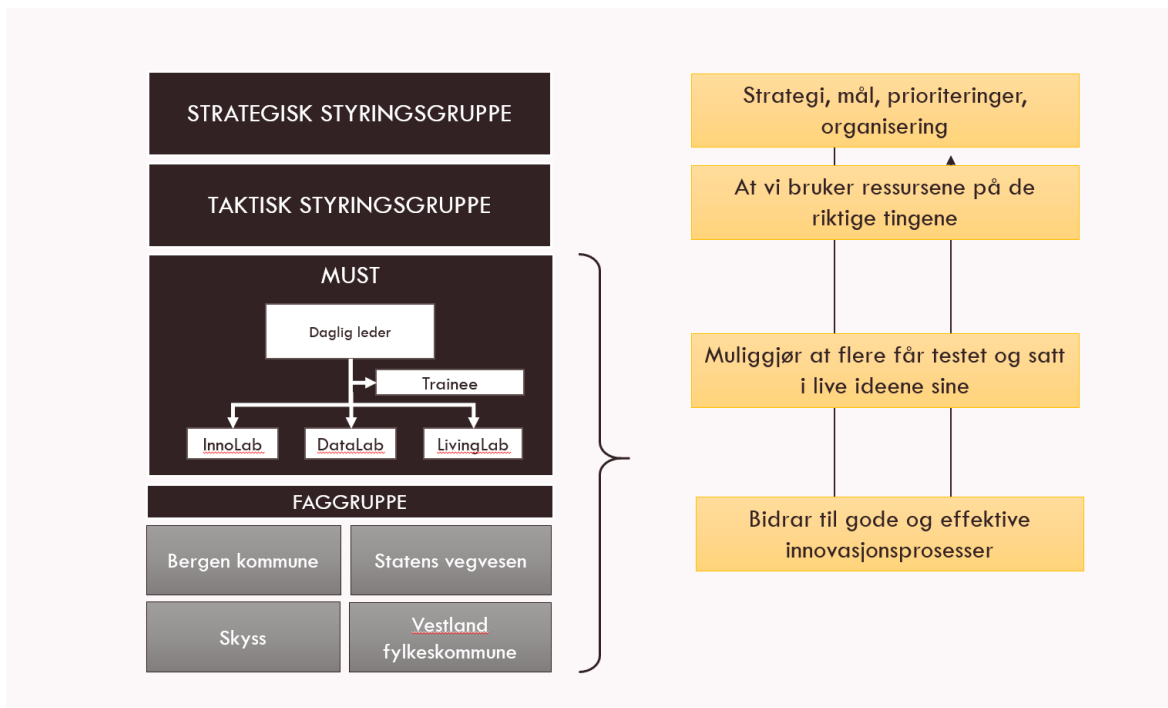 STRATEGISK STYRINGSGRUPPE
TAKTISK STYRINGSGRUPPE
MUST
Daglig leder
Trainee
InnoLab
DataLab
LivingLab
FAGGRUPPE
Bergen kommune
Statens vegvesen
Skyss
Vestland
fylkeskommune
Strategi, mål, prioriteringer,
organisering
At vi bruker ressursene på de
riktige tingene
Muliggjør at flere får testet og satt
i live ideene sine
Bidrar til gode og effektive
innovasjonsprosesser